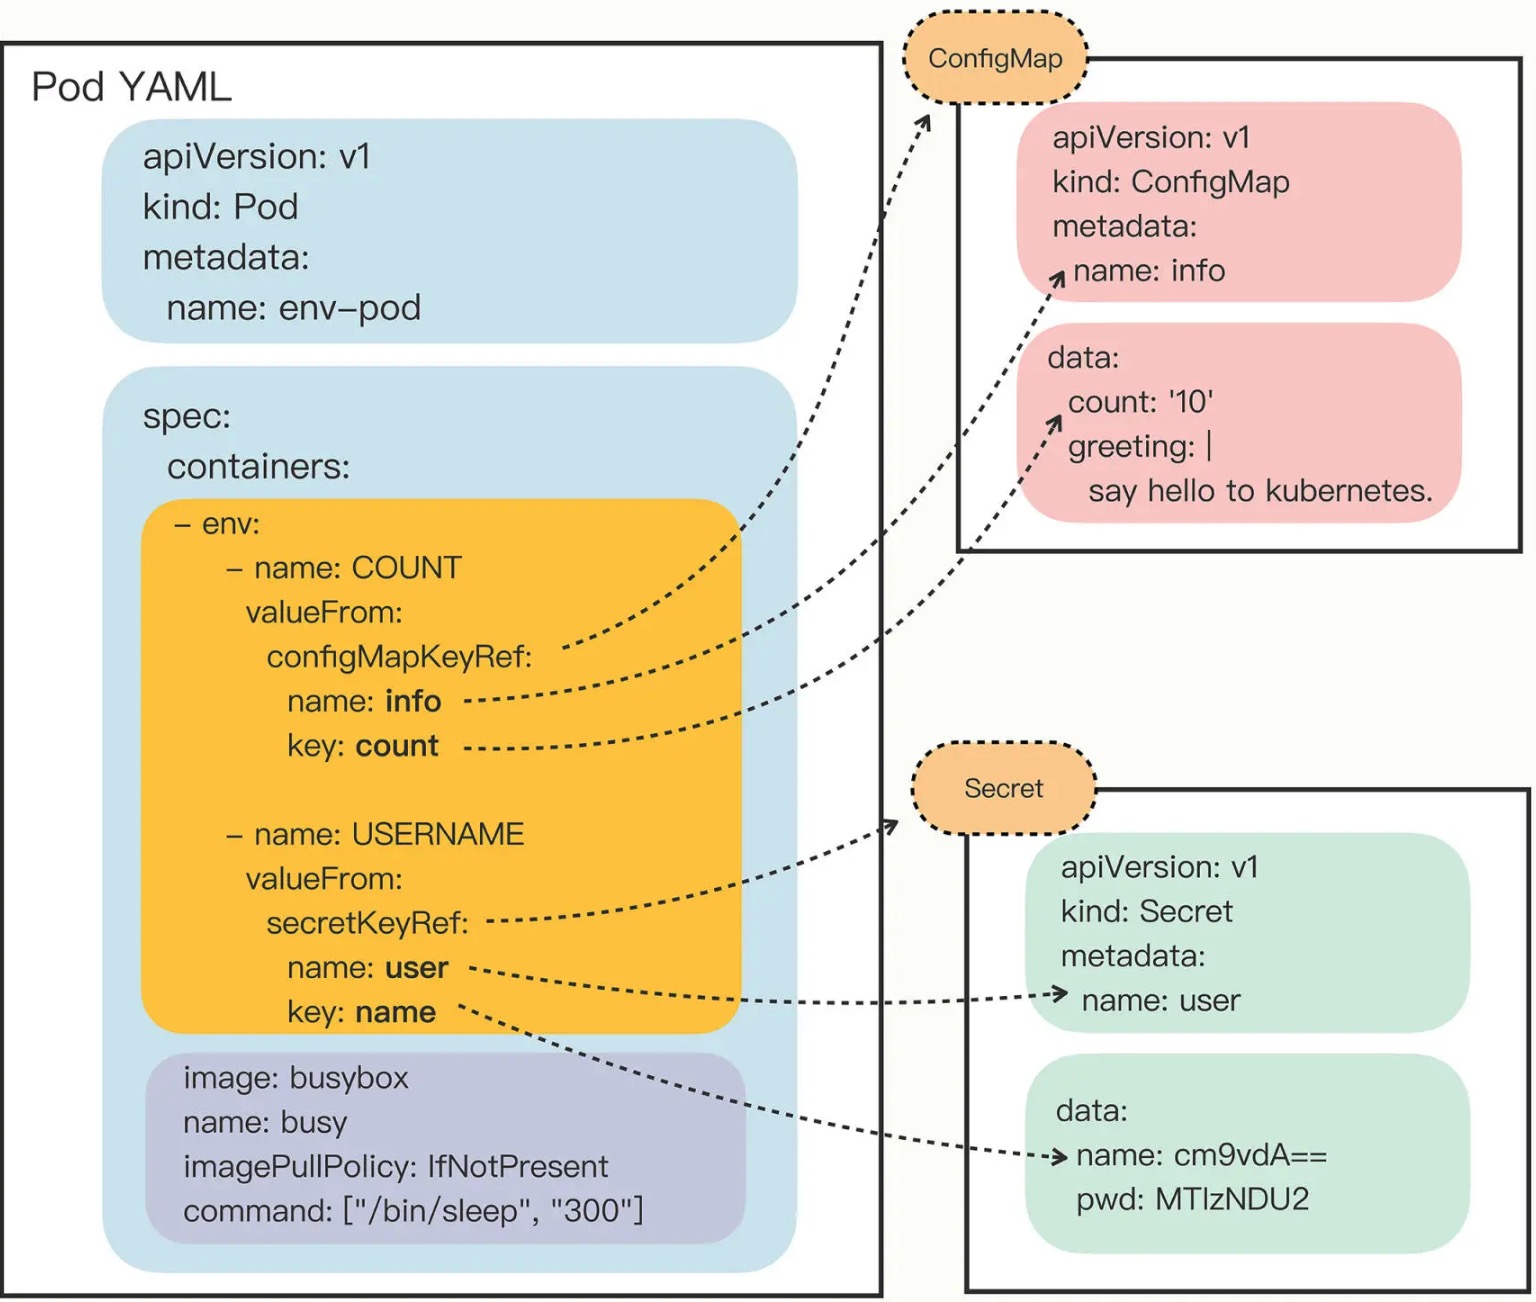 Pod YAML
apiVersion: v1
kind: Pod
metadata:
name: env-pod
spec:
containers:
- env:
- name: COUNT
valueFrom:
configMapKeyRef:
name: info
key: count
- name: USERNAME
valueFrom:
secretKeyRef:
name: user
key: name
image: busybox
name: busy
imagePullPolicy: IfNotPresent
command: ["/bin/sleep", "300"]
ConfigMap
apiVersion: v1
kind: ConfigMap
metadata:
name: info
data:
count: '10'
greeting: |
say hello to kubernetes.
Secret
apiVersion: v1
kind: Secret
metadata:
name: user
data:
name: cm9vdA==
pwd: MTIzNDU2